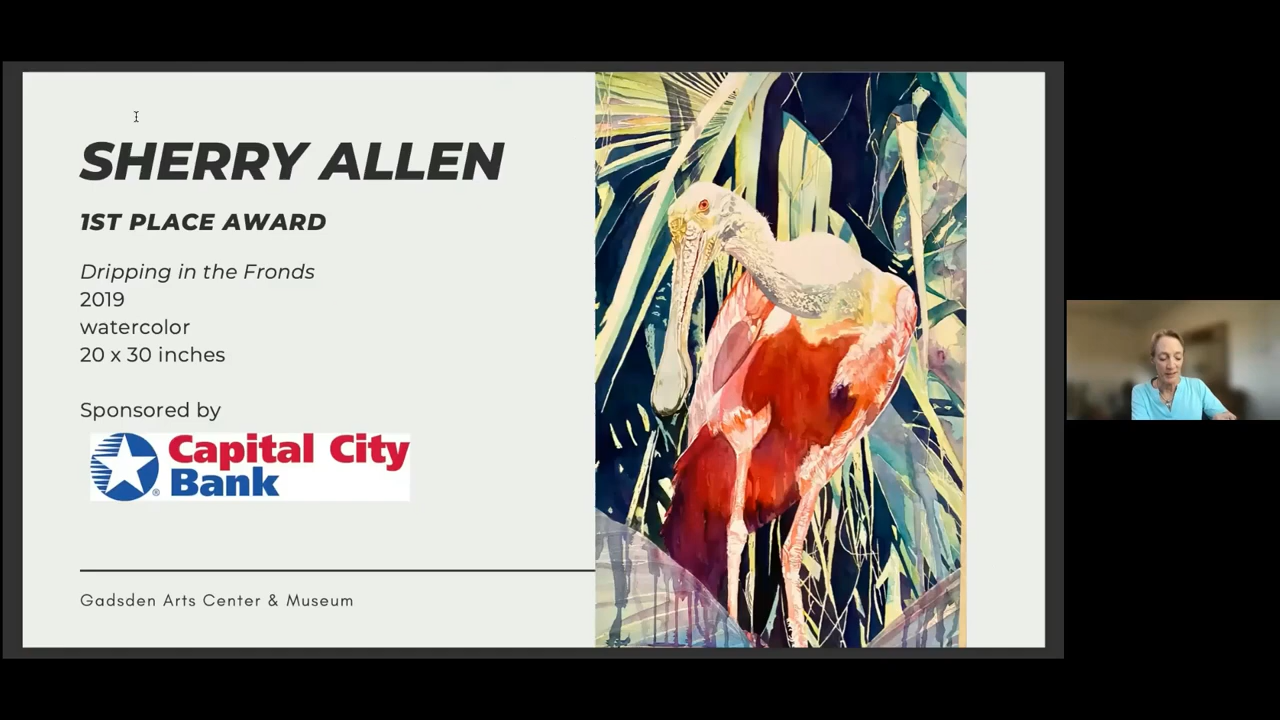 SHERRY ALLEN
1ST PLACE AWARD
Dripping in the Fronds
2019
watercolor
20 x 30 inches
Sponsored by
Capital City
Bank
Gadsden Arts Center & Museum